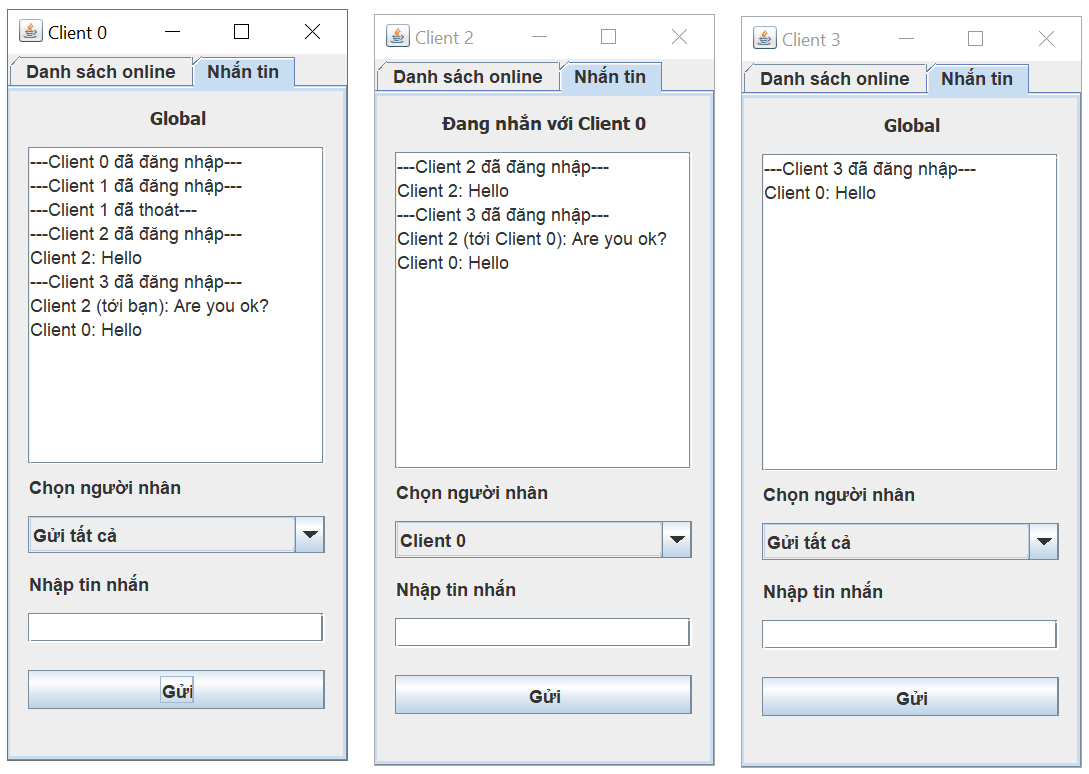 Client 0
Danh sách online
Nhắn tin
Global
---Client 0 đã đăng nhập---
---Client 1 đã đăng nhập---
---Client 1 đã thoát---
---Client 2 đã đăng nhập---
Client 2: Hello
---Client 3 đã đăng nhập---
Client 2 (tới bạn): Are you ok?
Client 0: Hello
Chọn người nhân
Gửi tất cả
Nhập tin nhắn
Gửi
Client 2
Danh sách online
Nhắn tin
Đang nhắn với Client 0
---Client 2 đã đăng nhập---
Client 2: Hello
---Client 3 đã đăng nhập---
Client 2 (tới Client 0): Are you ok?
Client 0: Hello
Chọn người nhân
Client 0
Nhập tin nhắn
Gửi
Client 3
Danh sách online
Nhắn tin
Global
---Client 3 đã đăng nhập---
Client 0: Hello
Chọn người nhân
Gửi tất cả
Nhập tin nhắn
Gửi